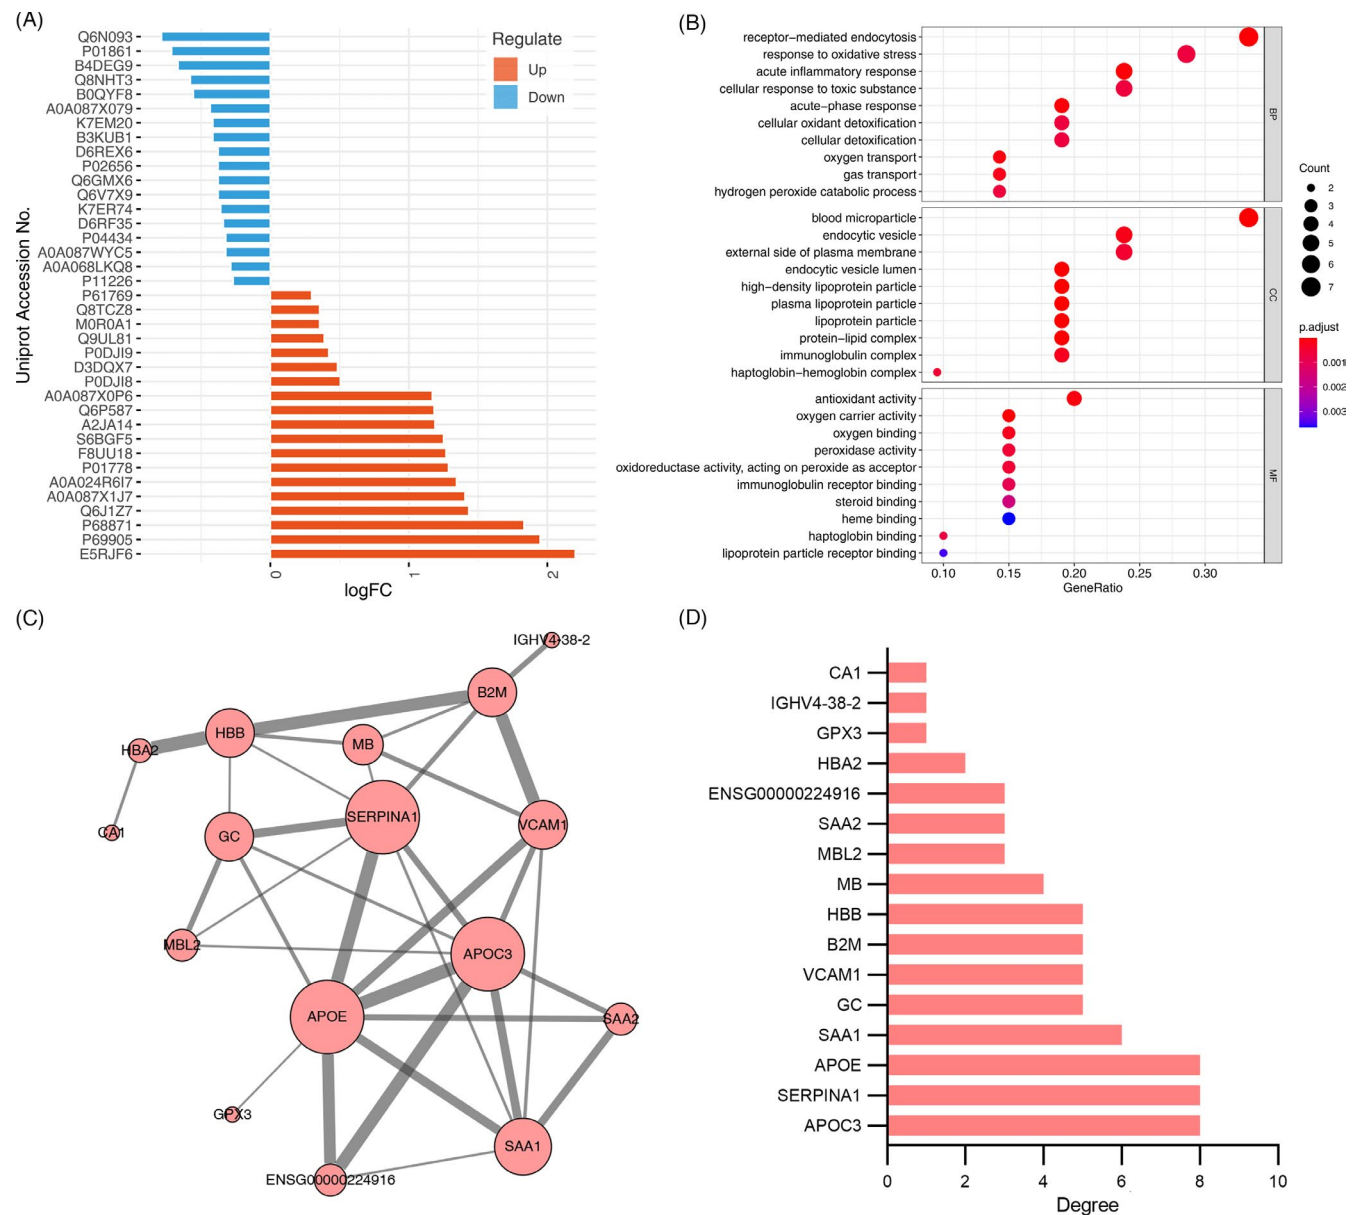 (A)
Uniprot Accession No.
Q6N093
P01861
B4DEG9
Q8NHT3
B0QYF8
A0A087X079
K7EM20
B3KUB1
D6REX6
P02656
Q6GMX6
Q6V7X9
K7ER74
D6RF35
P04434
A0A087WYC5
A0A068LKQ8
P11226
P61769
Q8TCZ8
M0R0A1
Q9UL81
P0DJI9
D3DQX7
P0DJI8
A0A087X0P6
Q6P587
A2JA14
S6BGF5
F8UU18
P01778
A0A024R6I7
A0A087X1J7
Q6J1Z7
P68871
P69905
E5RJF6
0 1 2
logFC
Regulate
Up
Down
(B)
receptor-mediated endocytosis
response to oxidative stress
acute inflammatory response
cellular response to toxic substance
acute-phase response
cellular oxidant detoxification
cellular detoxification
oxygen transport
gas transport
hydrogen peroxide catabolic process
BP
blood microparticle
endocytic vesicle
external side of plasma membrane
endocytic vesicle lumen
high-density lipoprotein particle
plasma lipoprotein particle
lipoprotein particle
protein-lipid complex
immunoglobulin complex
haptoglobin-hemoglobin complex
CC
antioxidant activity
oxygen carrier activity
oxygen binding
peroxidase activity
oxidoreductase activity, acting on peroxide as acceptor
immunoglobulin receptor binding
steroid binding
heme binding
haptoglobin binding
lipoprotein particle receptor binding
MF
0.10 0.15 0.20 0.25 0.30
GeneRatio
Count
2
3
4
5
6
7
p.adjust
0.001
0.002
0.003
(C)
IGHV4-38-2
B2M
HBB
MB
HBA2
SERPINA1
VCAM1
CA1
GC
MBL2
APOC3
APOE
SAA2
GPX3
SAA1
ENSG00000224916
(D)
CA1
IGHV4-38-2
GPX3
HBA2
ENSG00000224916
SAA2
MBL2
MB
HBB
B2M
VCAM1
GC
SAA1
APOE
SERPINA1
APOC3
0 2 4 6 8 10
Degree